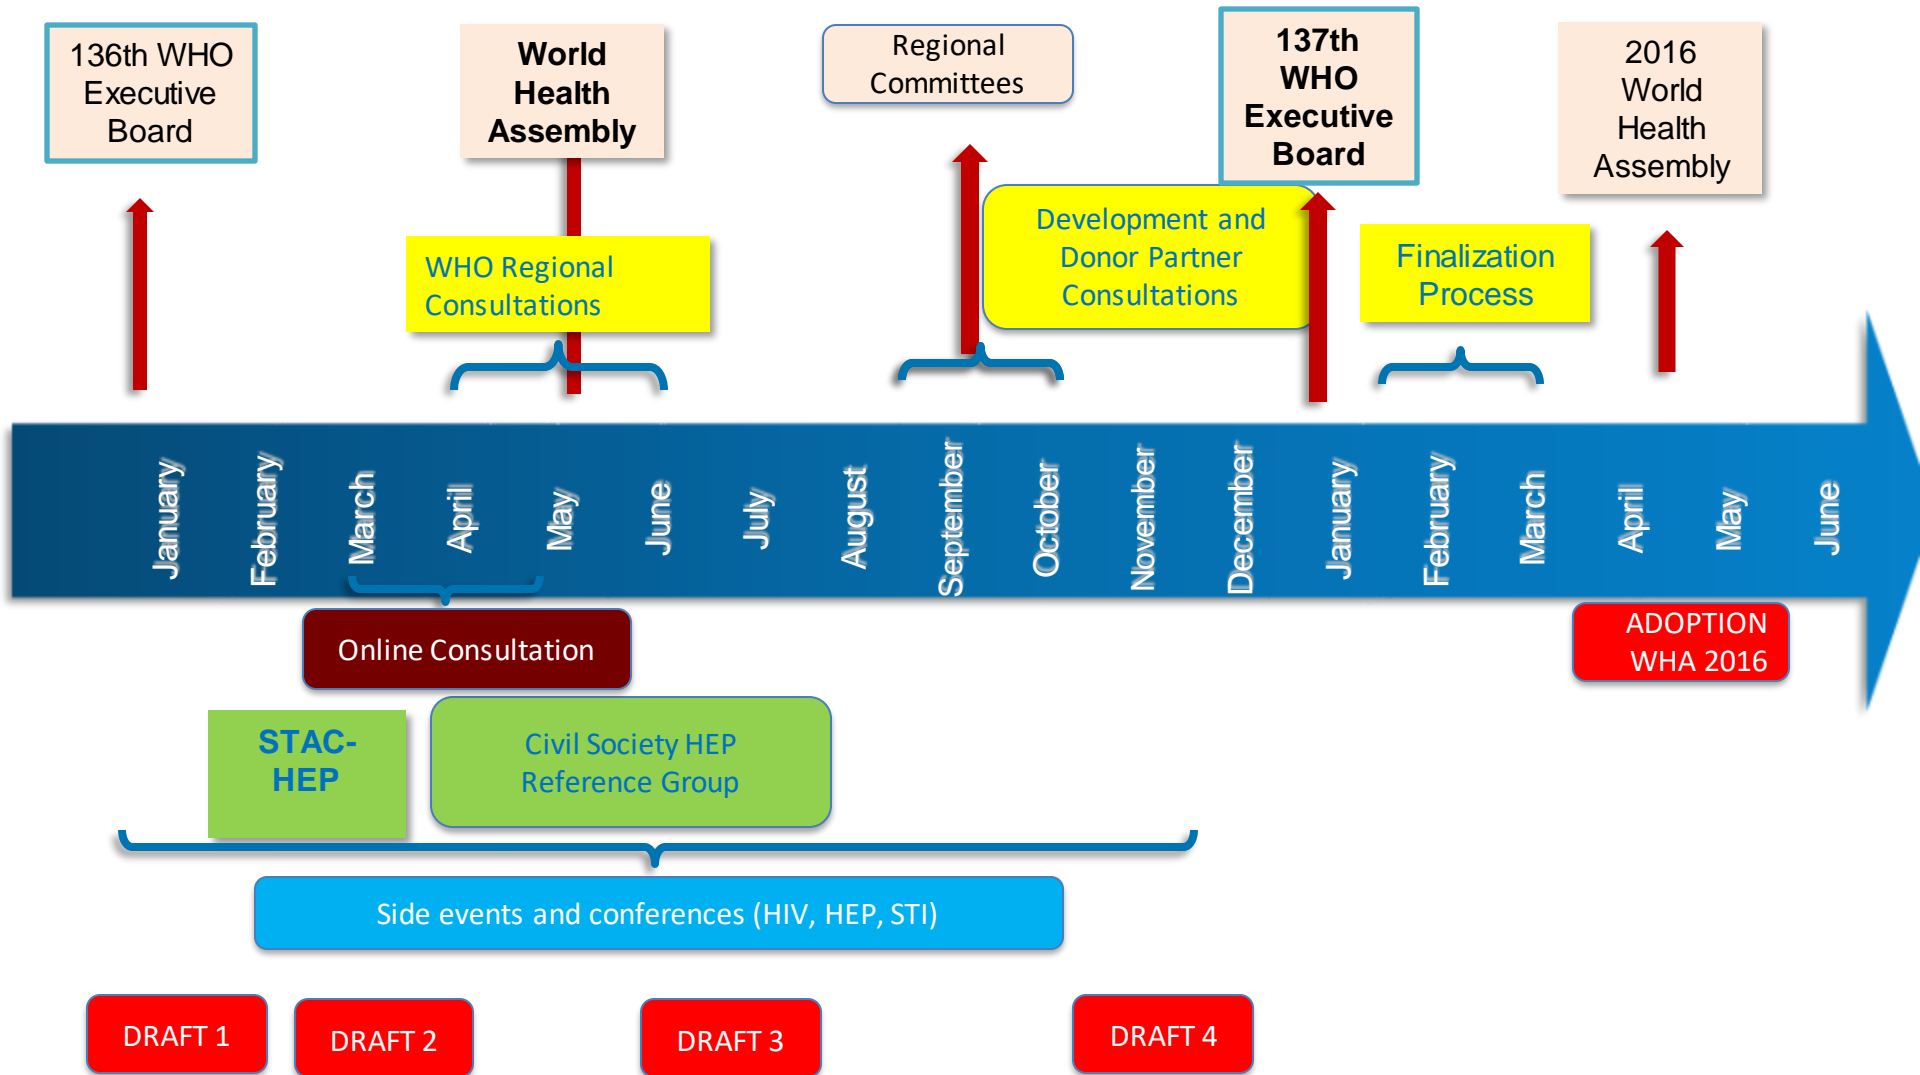 136th WHO
Executive
Board
World
Health
Assembly
Regional
Committees
137th
WHO
Executive
Board
2016
World
Health
Assembly
WHO Regional
Consultations
Development and
Donor Partner
Consultations
Finalization
Process
January
February
March
April
May
June
July
August
September
October
November
December
January
February
March
April
May
June
Online Consultation
ADOPTION
WHA 2016
STAC-
HEP
Civil Society HEP
Reference Group
Side events and conferences (HIV, HEP, STI)
DRAFT 1
DRAFT 2
DRAFT 3
DRAFT 4